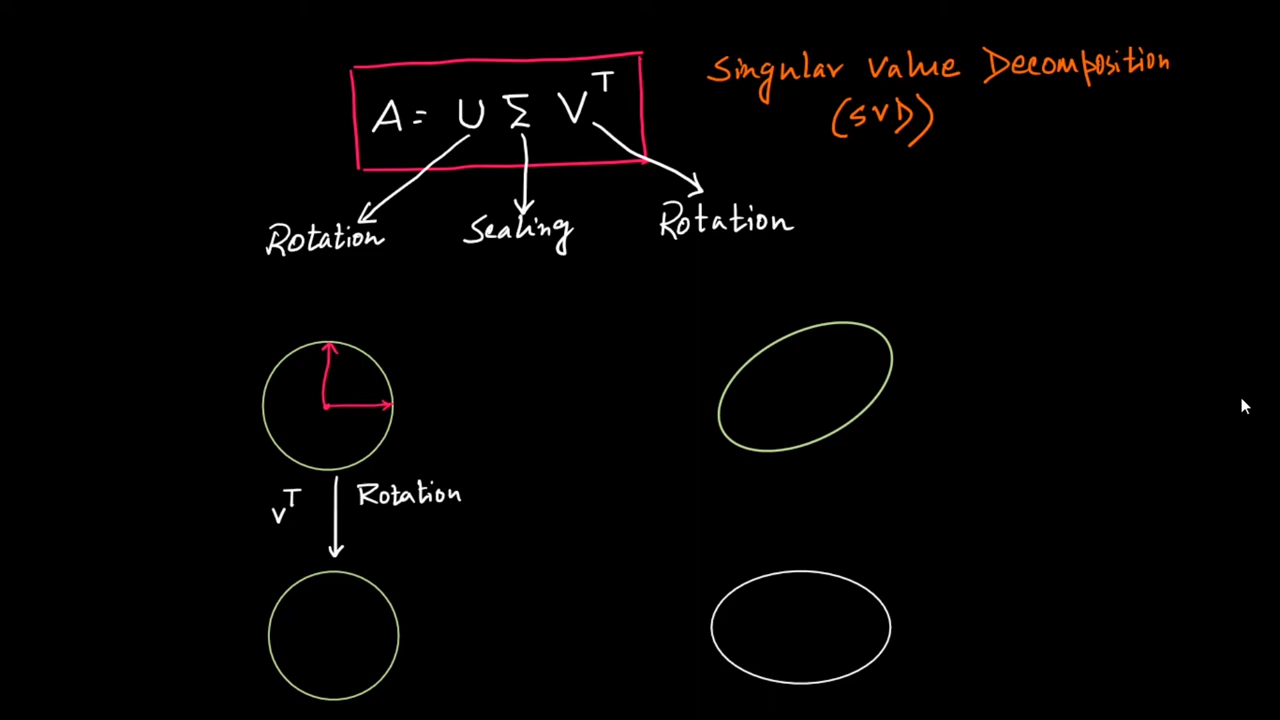 Singular Value Decomposition
(SVD)
A = U Σ V^T
Rotation Scaling Rotation
V^T Rotation